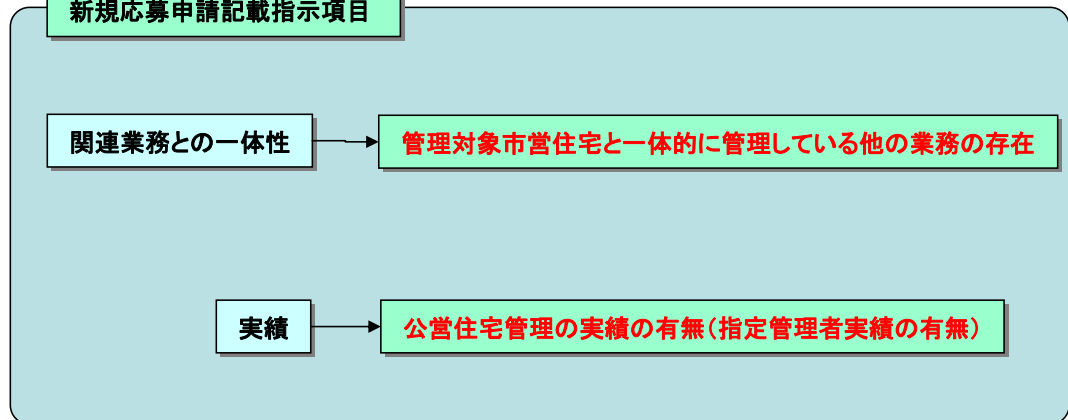 新規応募申請記載指示項目
関連業務との一体性
管理対象市営住宅と一体的に管理している他の業務の存在
実績
公営住宅管理の実績の有無(指定管理者実績の有無)